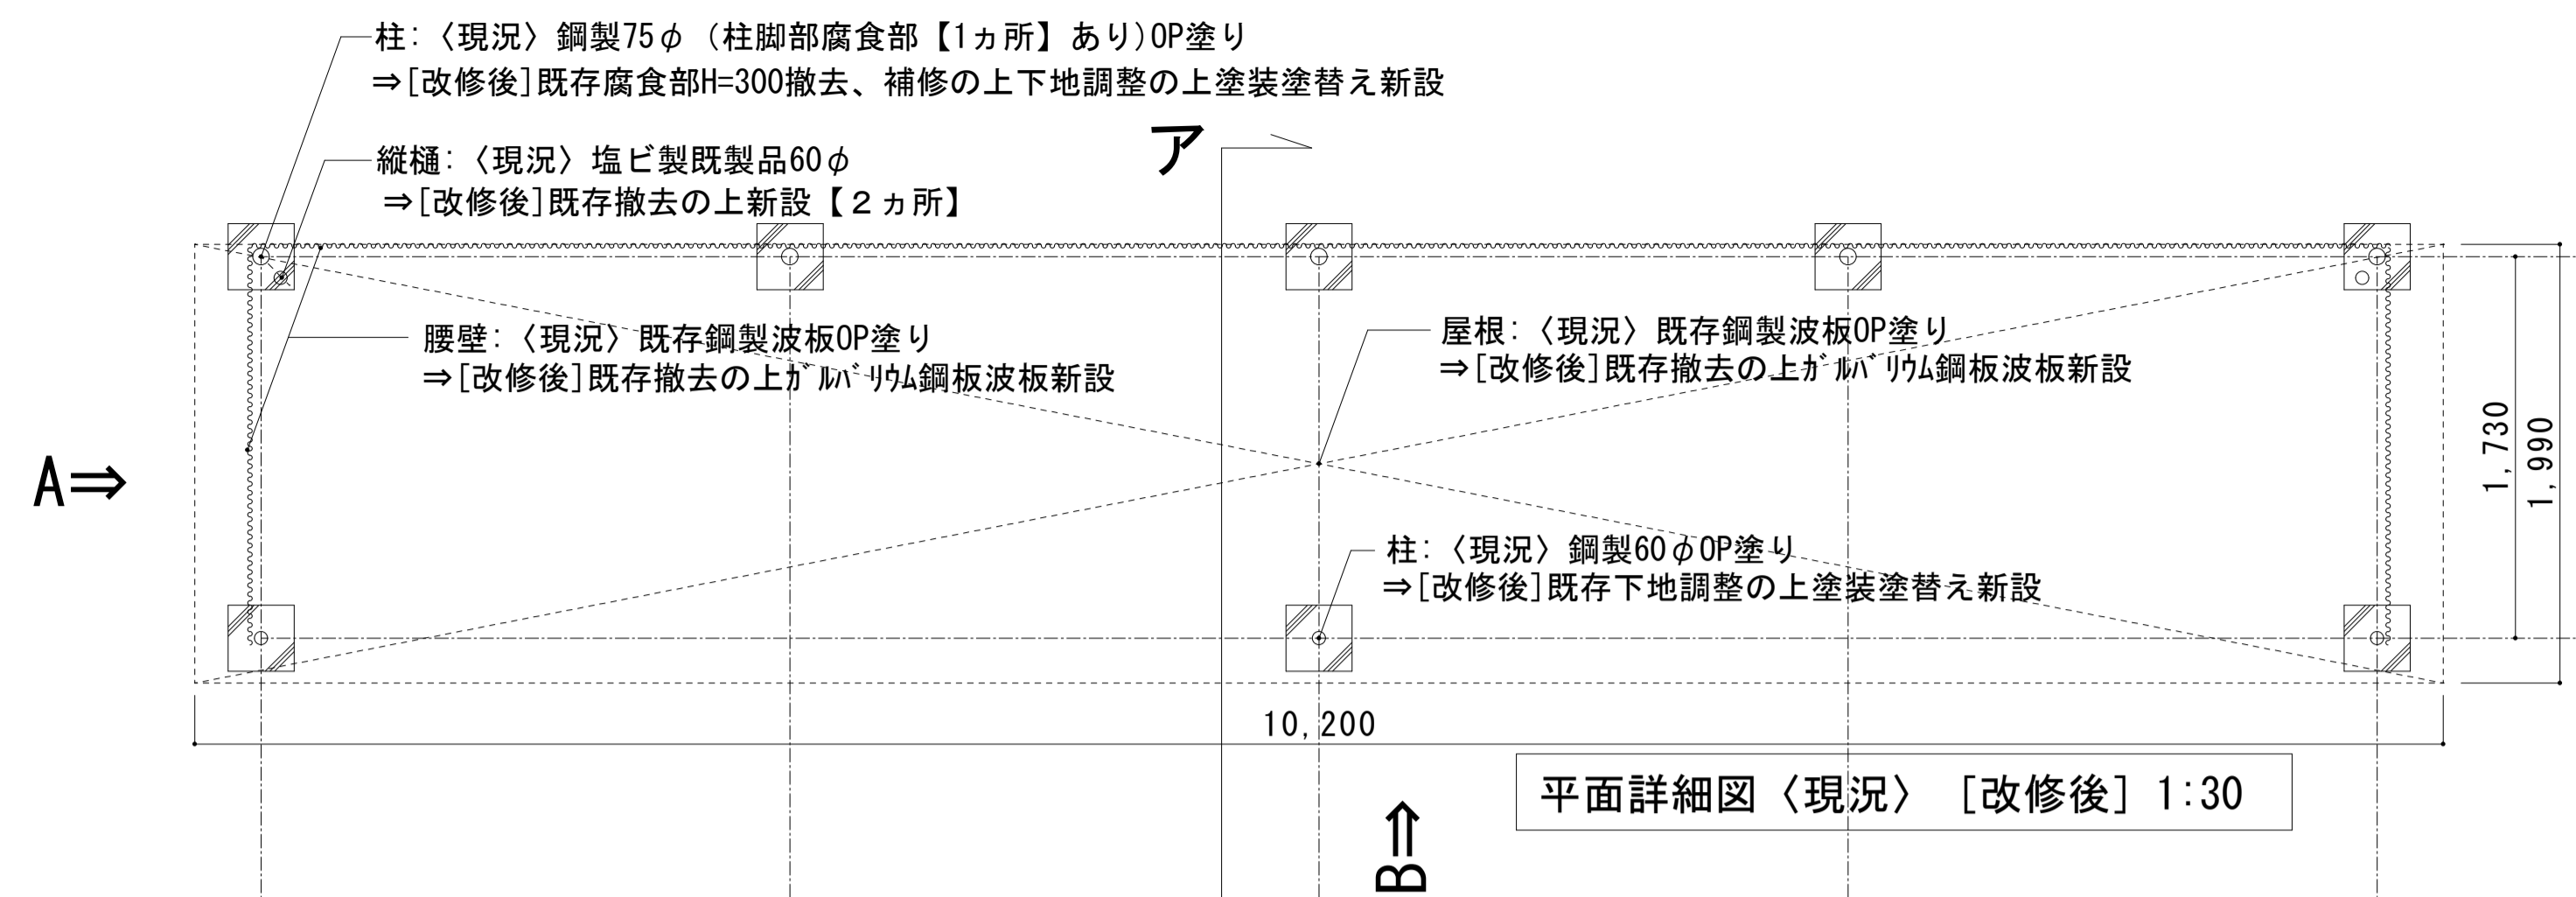 柱:〈現況〉鋼製75φ（柱脚部腐食部【1ヵ所】あり)OP塗り
⇒[改修後]既存腐食部H=300撤去、補修の上下地調整の上塗装塗替え新設
ア
縦樋:〈現況〉塩ビ製既製品60φ
⇒[改修後]既存撤去の上新設【２ヵ所】
腰壁:〈現況〉既存鋼製波板OP塗り
⇒[改修後]既存撤去の上ｶﾞﾙﾊﾞﾘｳﾑ鋼板波板新設
屋根:〈現況〉既存鋼製波板OP塗り
⇒[改修後]既存撤去の上ｶﾞﾙﾊﾞﾘｳﾑ鋼板波板新設
1,730
1,990
A⇒
柱:〈現況〉鋼製60φOP塗り
⇒[改修後]既存下地調整の上塗装塗替え新設
10,200
平面詳細図〈現況〉 [改修後] 1:30
B⇒